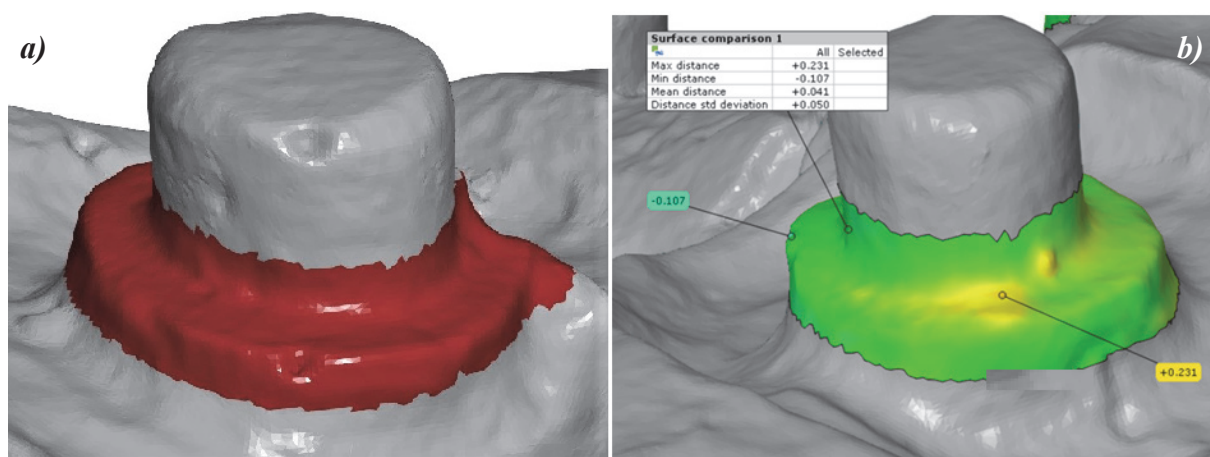 a)
b)
Surface comparison 1
All Selected
Max distance +0.231
Min distance -0.107
Mean distance +0.041
Distance std deviation +0.050
-0.107
+0.231